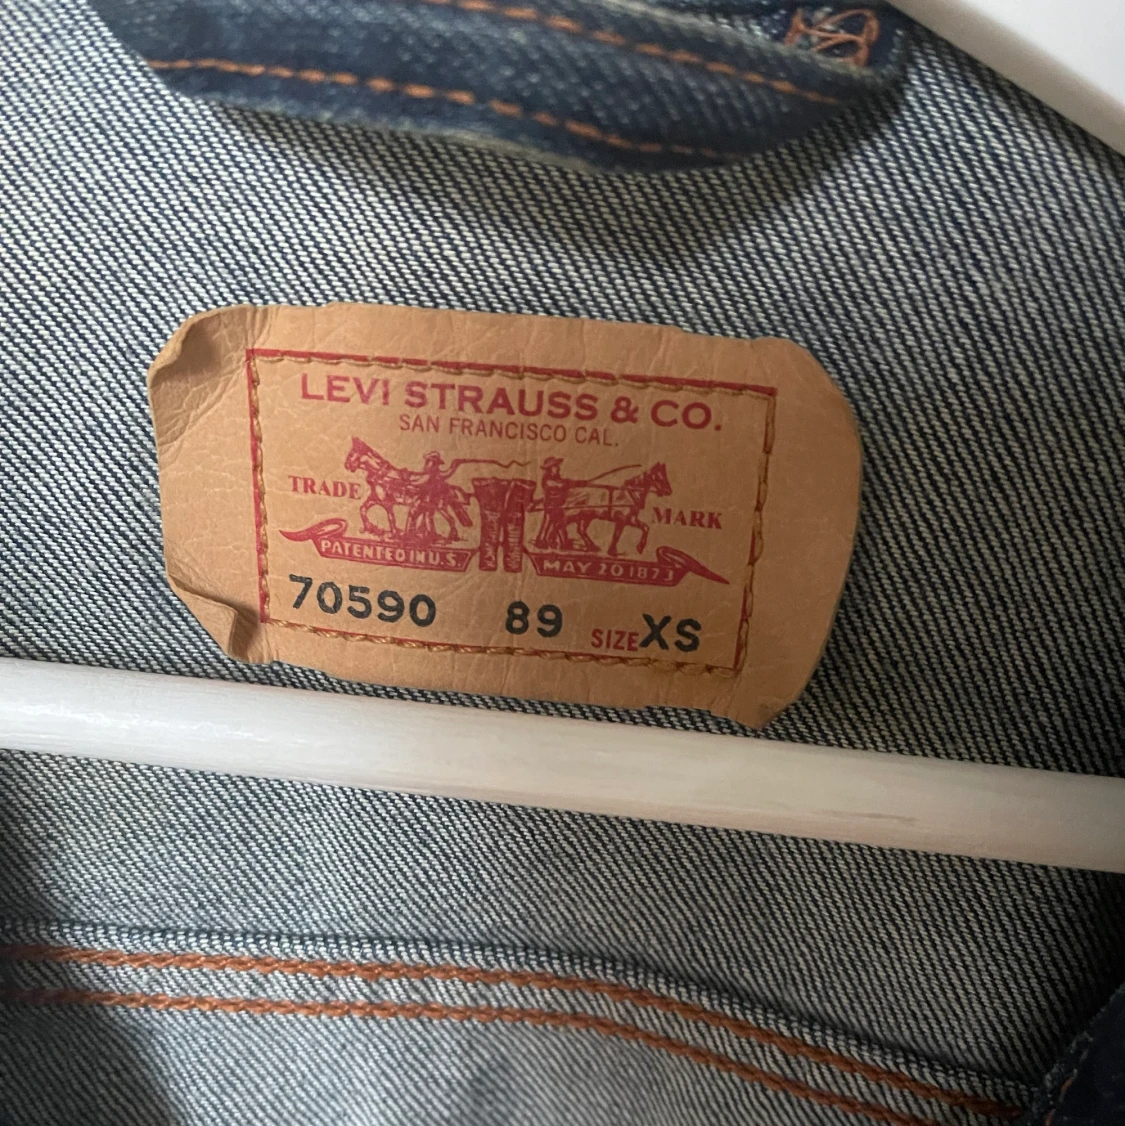 LEVI STRAUSS & CO.
SAN FRANCISCO CAL.
TRADE MARK
PATENTED IN U.S. MAY 20 1873
70590 89 SIZE XS